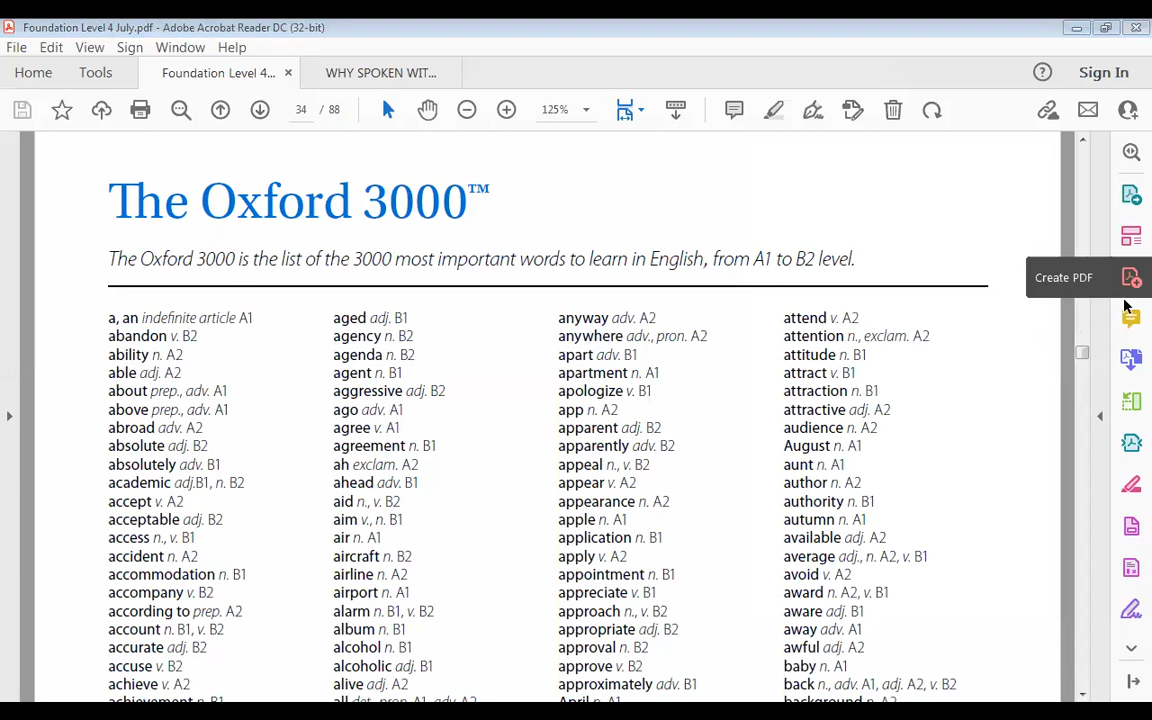 Foundation Level 4 July.pdf - Adobe Acrobat Reader DC (32-bit)
File Edit View Sign Window Help
Home Tools Foundation Level 4... × WHY SPOKEN WIT... Sign In
34 / 88 125%
The Oxford 3000™
The Oxford 3000 is the list of the 3000 most important words to learn in English, from A1 to B2 level.
Create PDF
a, an indefinite article A1
abandon v. B2
ability n. A2
able adj. A2
about prep., adv. A1
above prep., adv. A1
abroad adv. A2
absolute adj. B2
absolutely adv. B1
academic adj.B1, n. B2
accept v. A2
acceptable adj. B2
access n., v. B1
accident n. A2
accommodation n. B1
accompany v. B2
according to prep. A2
account n. B1, v. B2
accurate adj. B2
accuse v. B2
achieve v. A2
achievement n. B1
aged adj. B1
agency n. B2
agenda n. B2
agent n. B1
aggressive adj. B2
ago adv. A1
agree v. A1
agreement n. B1
ah exclam. A2
ahead adv. B1
aid n., v. B2
aim v., n. B1
air n. A1
aircraft n. B2
airline n. A2
airport n. A1
alarm n. B1, v. B2
album n. B1
alcohol n. B1
alcoholic adj. B1
alive adj. A2
all det., pron. A1, adv. A2
anyway adv. A2
anywhere adv., pron. A2
apart adv. B1
apartment n. A1
apologize v. B1
app n. A2
apparent adj. B2
apparently adv. B2
appeal n., v. B2
appear v. A2
appearance n. A2
apple n. A1
application n. B1
apply v. A2
appointment n. B1
appreciate v. B1
approach n., v. B2
appropriate adj. B2
approval n. B2
approve v. B2
approximately adv. B1
April n. A1
attend v. A2
attention n., exclam. A2
attitude n. B1
attract v. B1
attraction n. B1
attractive adj. A2
audience n. A2
August n. A1
aunt n. A1
author n. A2
authority n. B1
autumn n. A1
available adj. A2
average adj., n. A2, v. B1
avoid v. A2
award n. A2, v. B1
aware adj. B1
away adv. A1
awful adj. A2
baby n. A1
back n., adv. A1, adj. A2, v. B2
background n. A2